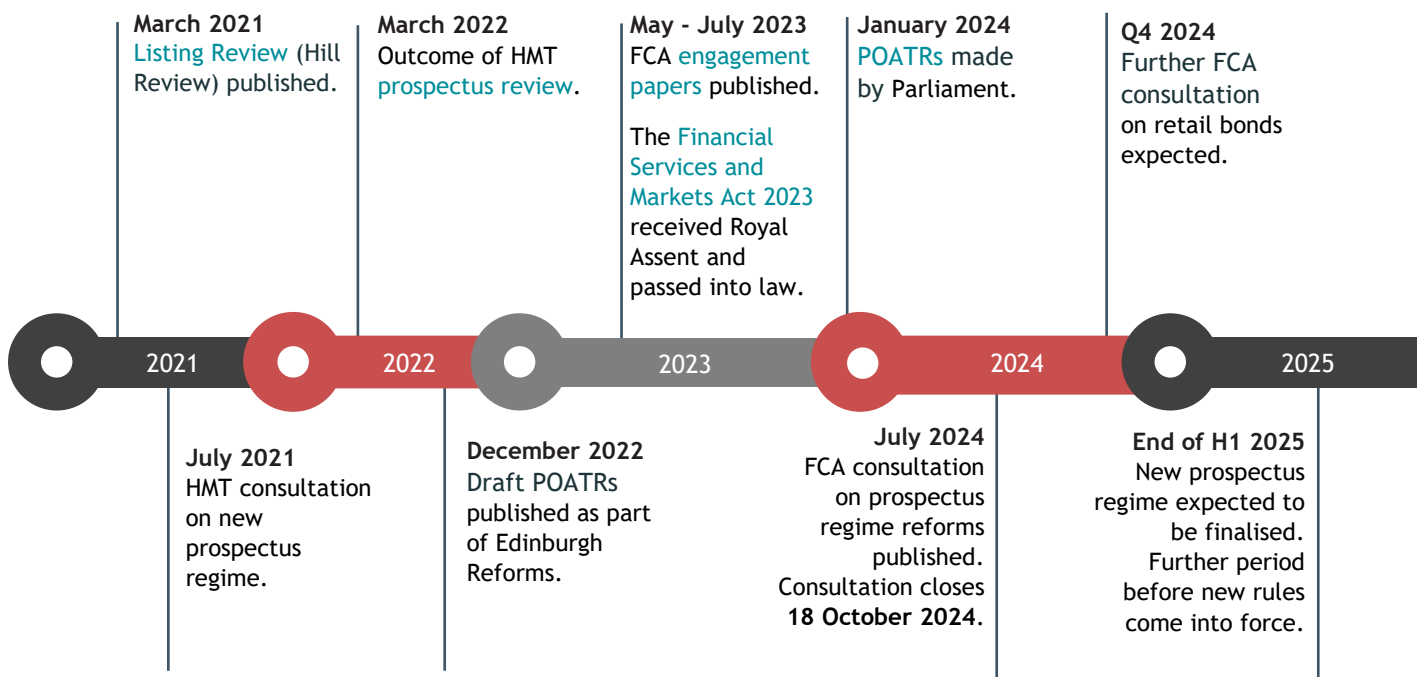 March 2021
Listing Review (Hill
Review) published.
March 2022
Outcome of HMT
prospectus review.
May - July 2023
FCA engagement
papers published.
The Financial
Services and
Markets Act 2023
received Royal
Assent and
passed into law.
January 2024
POATRs made
by Parliament.
Q4 2024
Further FCA
consultation
on retail bonds
expected.
2021
2022
2023
2024
2025
July 2021
HMT consultation
on new
prospectus
regime.
December 2022
Draft POATRs
published as part
of Edinburgh
Reforms.
July 2024
FCA consultation
on prospectus
regime reforms
published.
Consultation closes
18 October 2024.
End of H1 2025
New prospectus
regime expected to
be finalised.
Further period
before new rules
come into force.